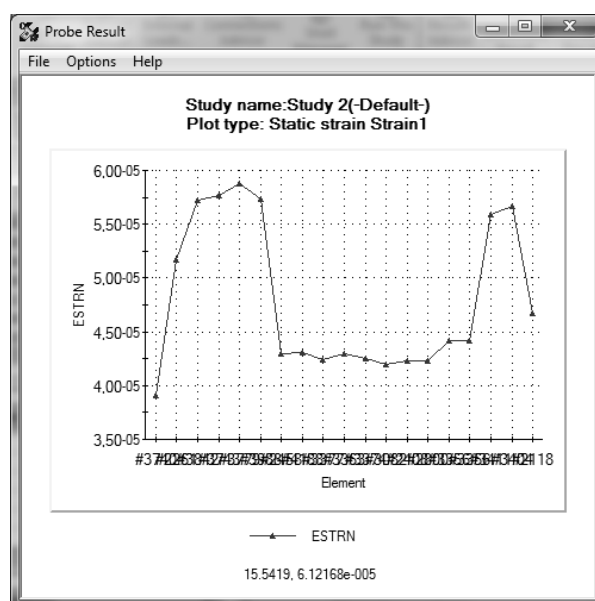 Probe Result
File Options Help
Study name:Study 2(-Default-)
Plot type: Static strain Strain1
6,00-05
5,50-05
5,00-05
4,50-05
4,00-05
3,50-05
ESTRN
Element
ESTRN
15.5419, 6.12168e-005